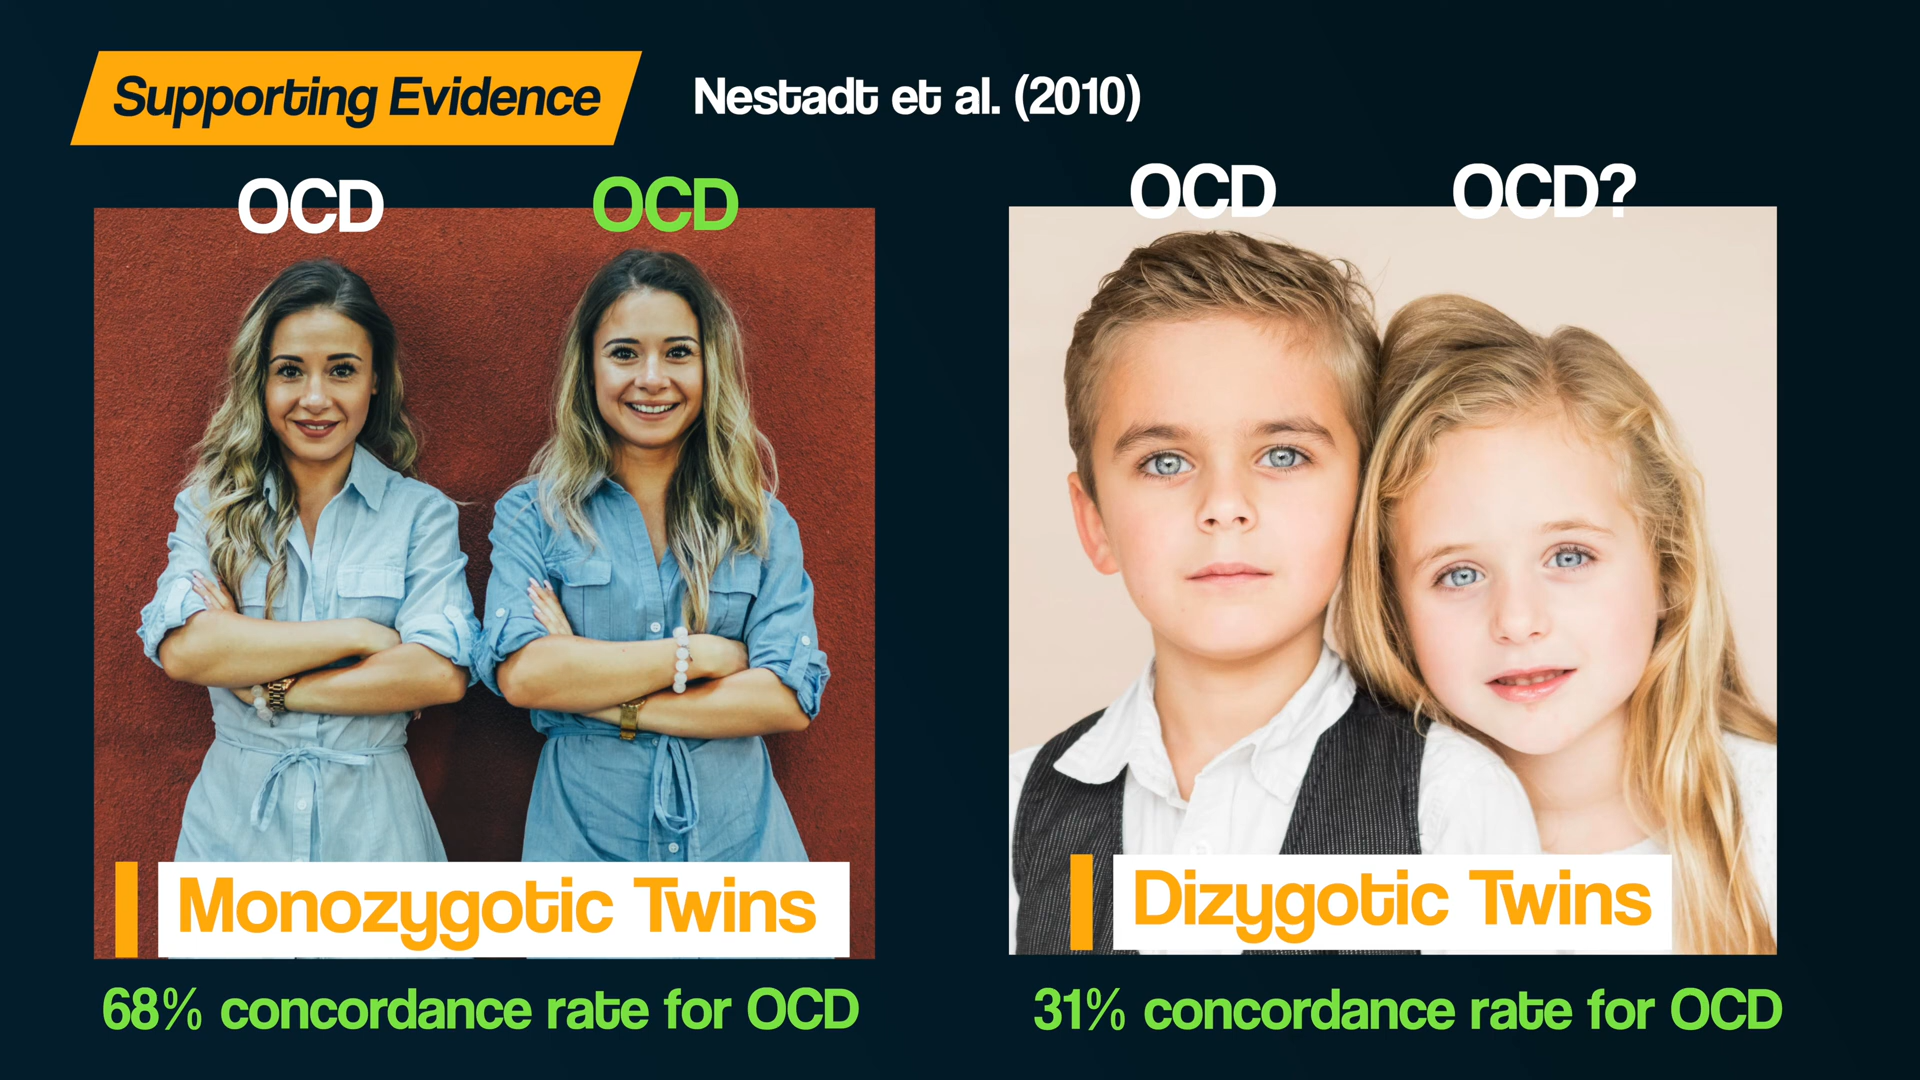 Supporting Evidence
Nestadt et al. (2010)
OCD
OCD
OCD
OCD?
Monozygotic Twins
Dizygotic Twins
68% concordance rate for OCD
31% concordance rate for OCD